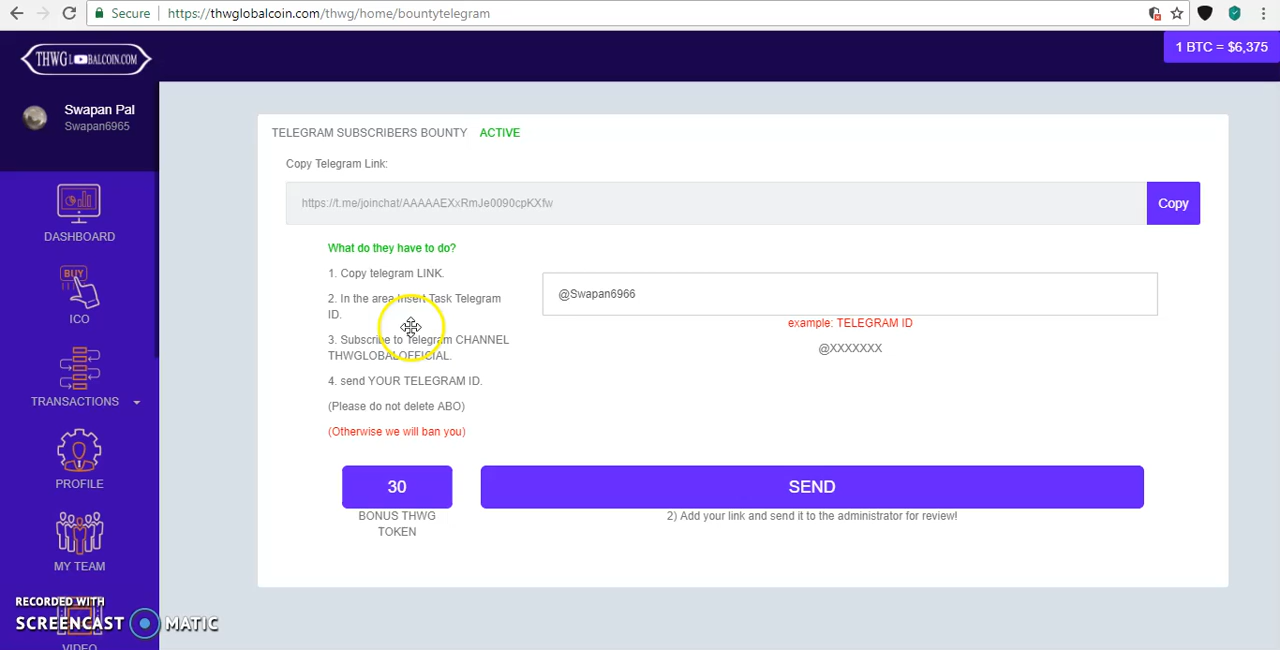 Secure https://thwglobalcoin.com/thwg/home/bountytelegram
THWGL BALCOIN.COM
1 BTC = $6,375
Swapan Pal
Swapan6965
DASHBOARD
BUY
ICO
TRANSACTIONS
PROFILE
MY TEAM
VIDEO
TELEGRAM SUBSCRIBERS BOUNTY ACTIVE
Copy Telegram Link:
https://t.me/joinchat/AAAAAEXxRmJe0090cpKXfw
Copy
What do they have to do?
1. Copy telegram LINK.
2. In the area Insert Task Telegram
ID.
3. Subscribe to Telegram CHANNEL
THWGLOBALOFFICIAL.
4. send YOUR TELEGRAM ID.
(Please do not delete ABO)
(Otherwise we will ban you)
@Swapan6966
example: TELEGRAM ID
@XXXXXXX
30
BONUS THWG
TOKEN
SEND
2) Add your link and send it to the administrator for review!
RECORDED WITH
SCREENCAST MATIC